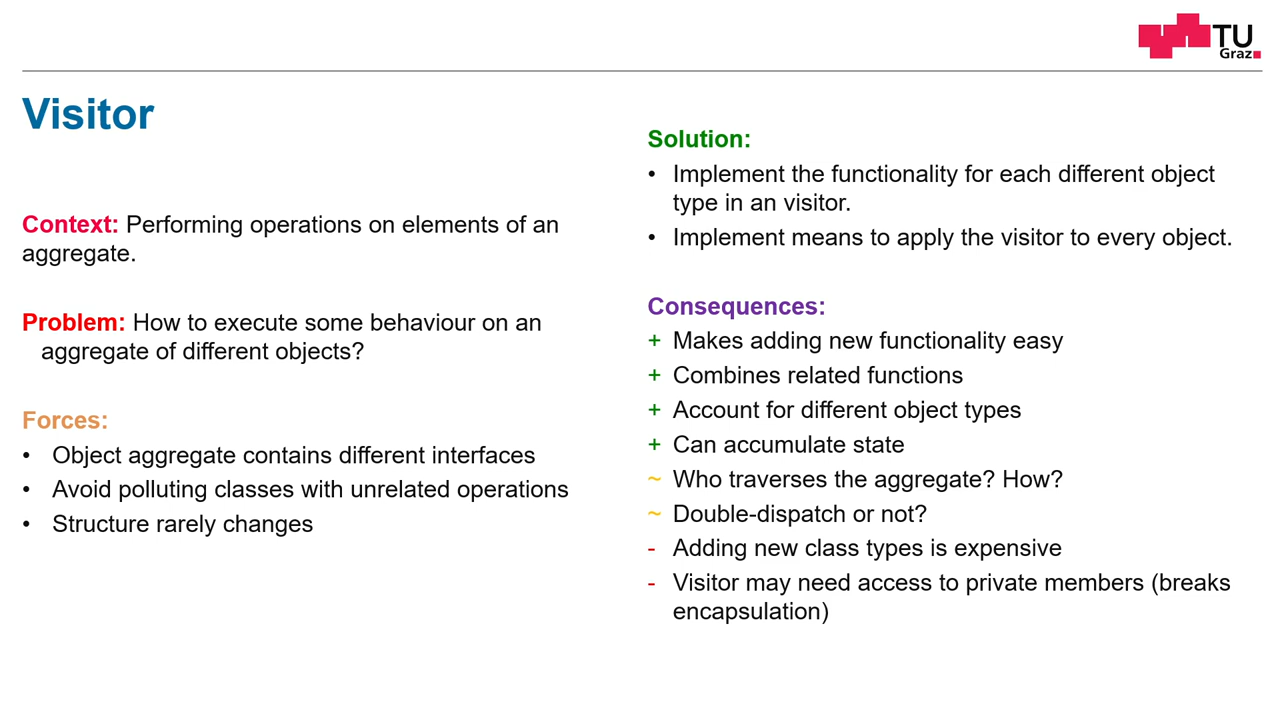 TU
Graz
Visitor
Context: Performing operations on elements of an
aggregate.
Problem: How to execute some behaviour on an
aggregate of different objects?
Forces:
• Object aggregate contains different interfaces
• Avoid polluting classes with unrelated operations
• Structure rarely changes
Solution:
• Implement the functionality for each different object
type in an visitor.
• Implement means to apply the visitor to every object.
Consequences:
+ Makes adding new functionality easy
+ Combines related functions
+ Account for different object types
+ Can accumulate state
~ Who traverses the aggregate? How?
~ Double-dispatch or not?
- Adding new class types is expensive
- Visitor may need access to private members (breaks
encapsulation)